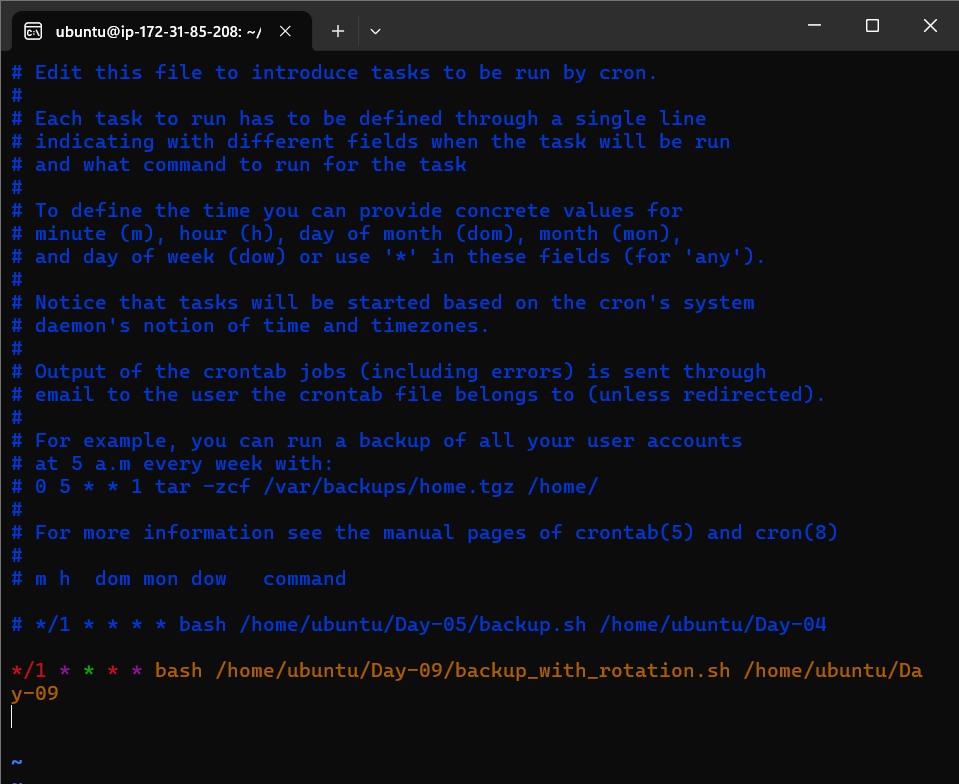 ubuntu@ip-172-31-85-208: ~/
# Edit this file to introduce tasks to be run by cron.
#
# Each task to run has to be defined through a single line
# indicating with different fields when the task will be run
# and what command to run for the task
#
# To define the time you can provide concrete values for
# minute (m), hour (h), day of month (dom), month (mon),
# and day of week (dow) or use '*' in these fields (for 'any').
#
# Notice that tasks will be started based on the cron's system
# daemon's notion of time and timezones.
#
# Output of the crontab jobs (including errors) is sent through
# email to the user the crontab file belongs to (unless redirected).
#
# For example, you can run a backup of all your user accounts
# at 5 a.m every week with:
# 0 5 * * 1 tar -zcf /var/backups/home.tgz /home/
#
# For more information see the manual pages of crontab(5) and cron(8)
#
# m h  dom mon dow   command
# */1 * * * * bash /home/ubuntu/Day-05/backup.sh /home/ubuntu/Day-04
*/1 * * * * bash /home/ubuntu/Day-09/backup_with_rotation.sh /home/ubuntu/Da
y-09
~